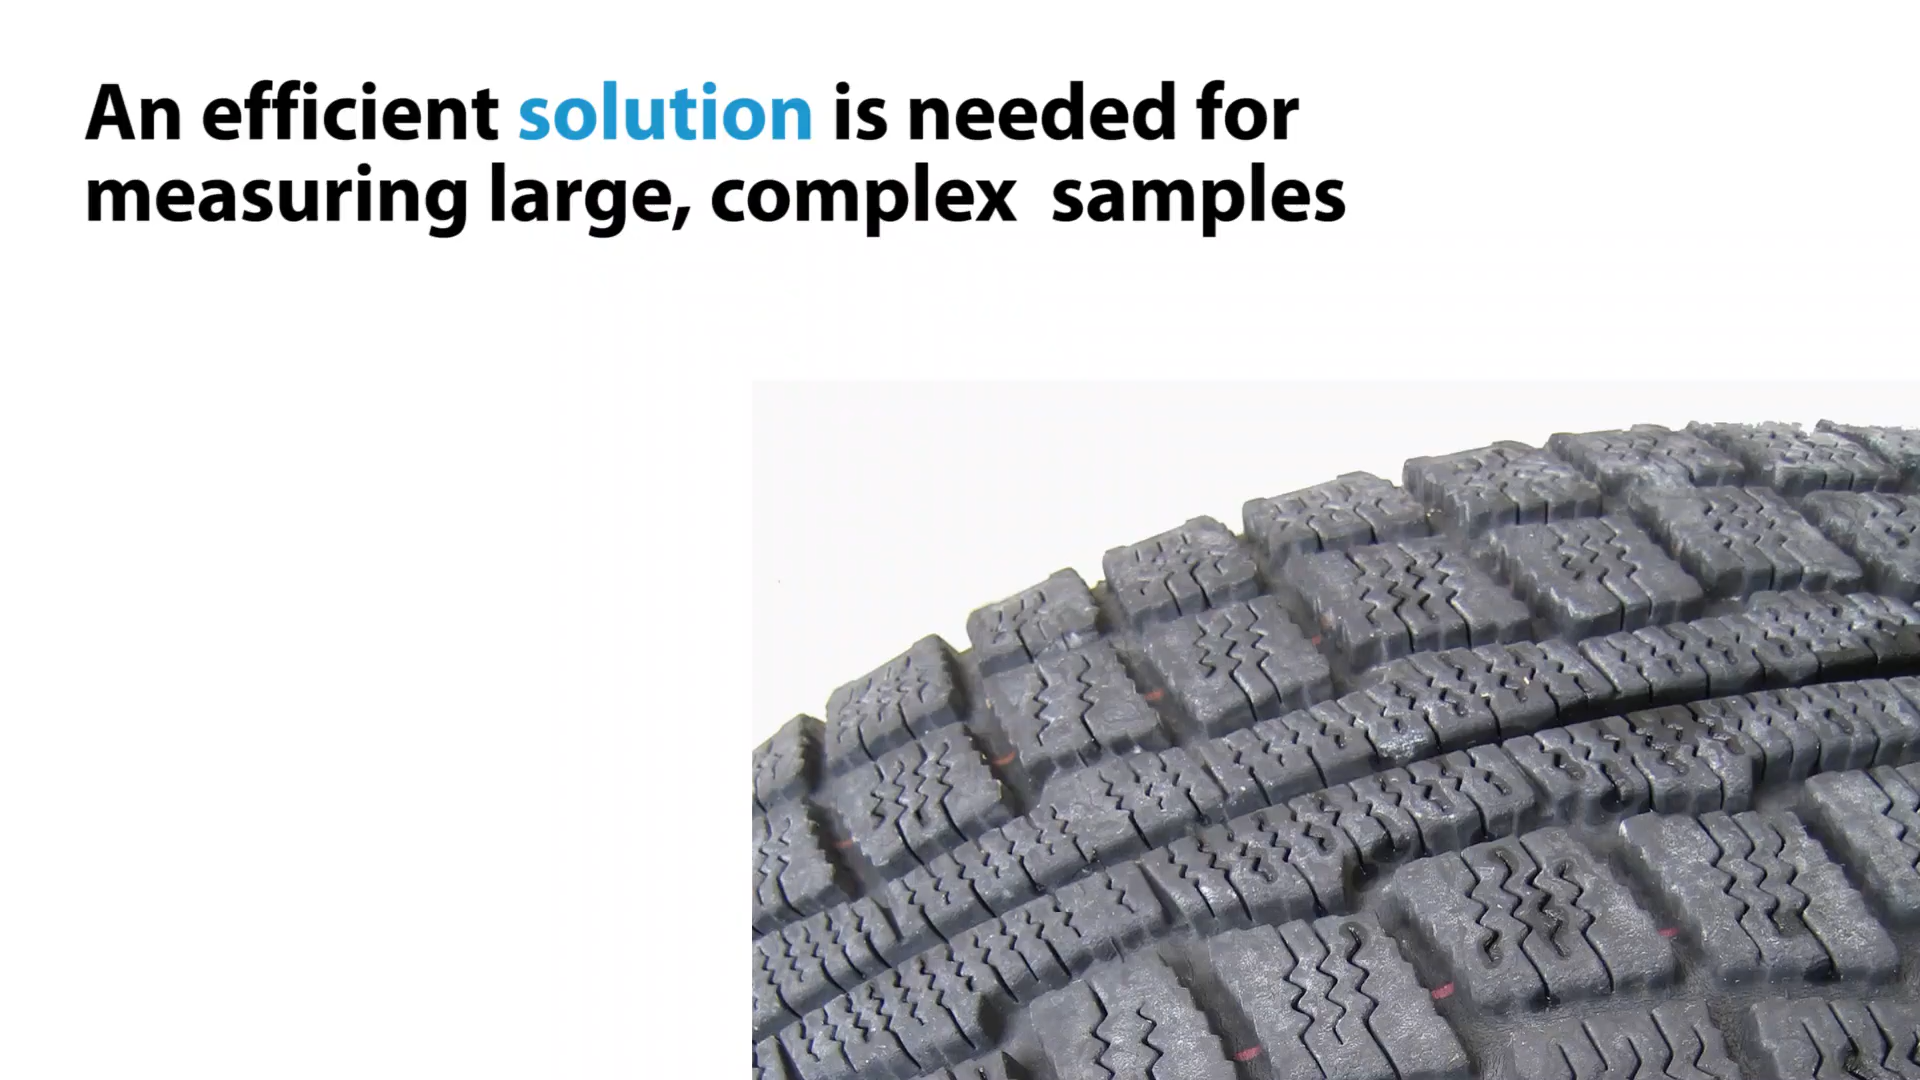 An efficient solution is needed for
measuring large, complex  samples